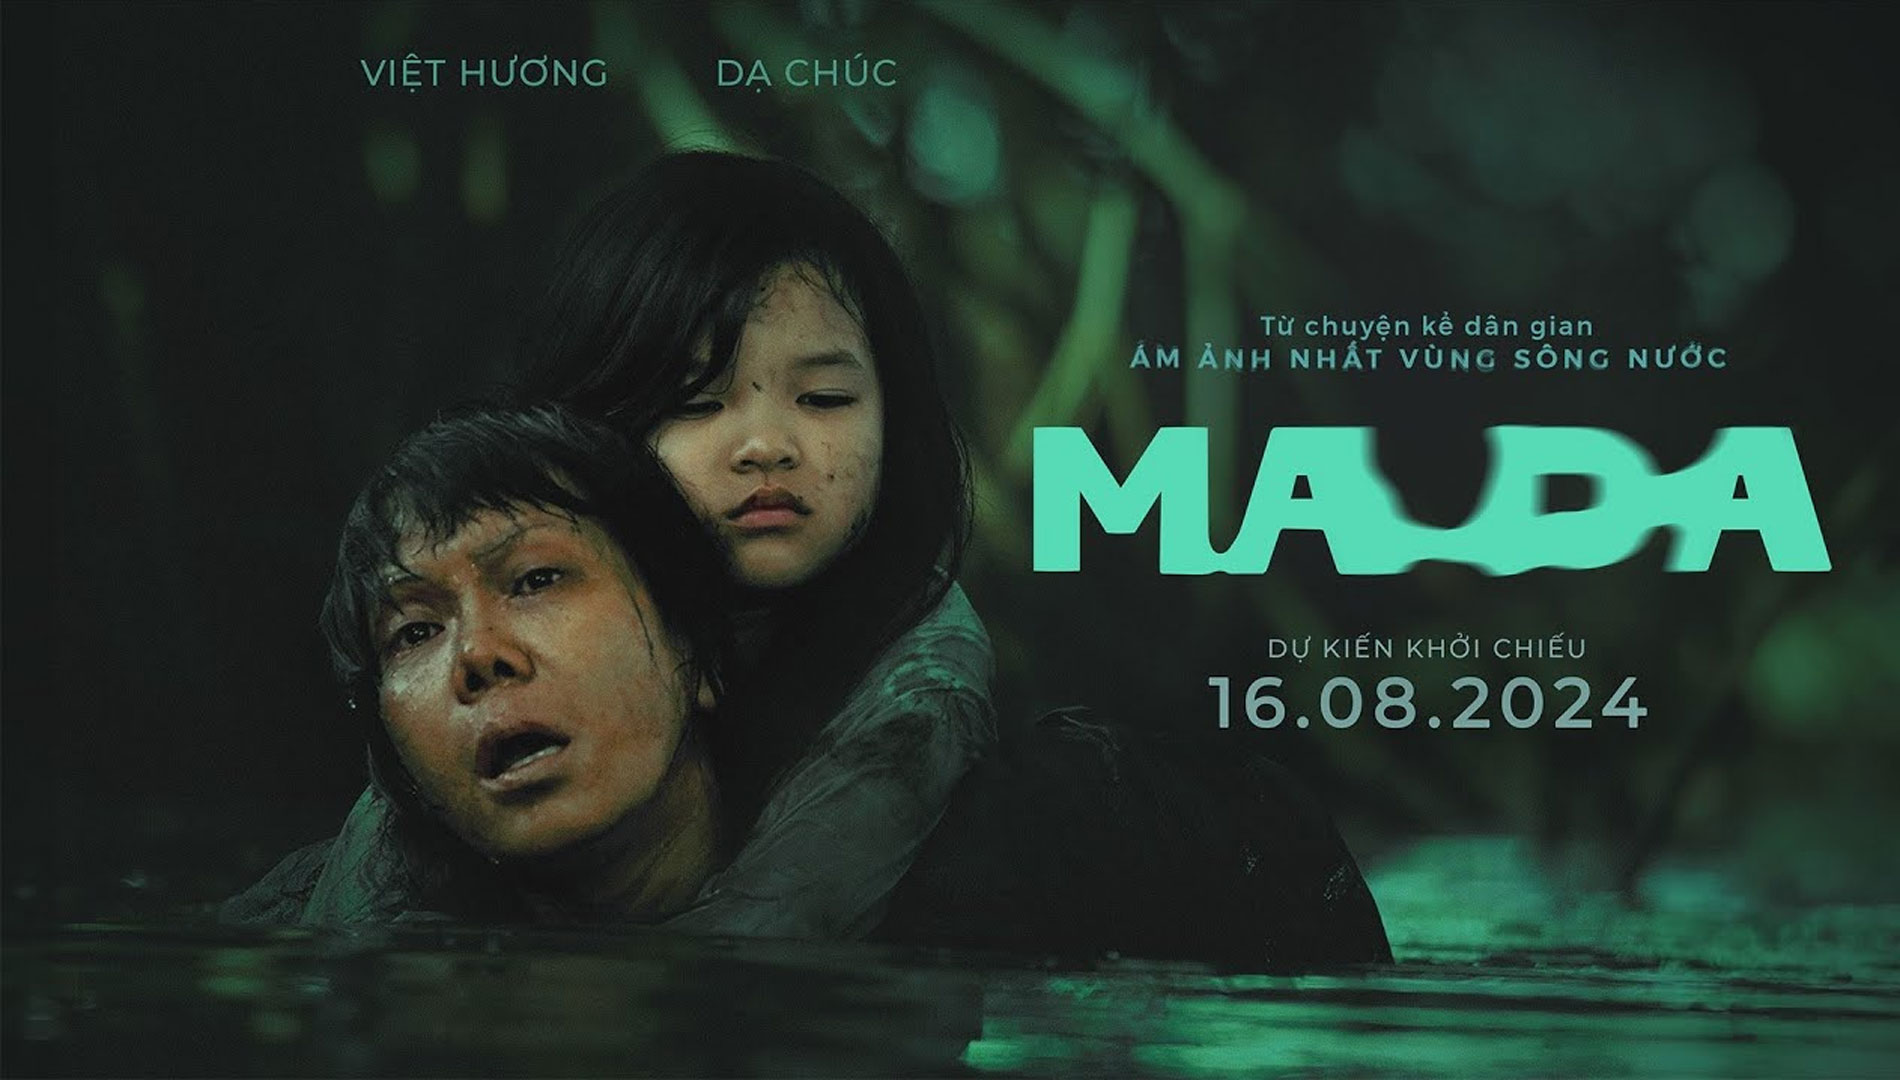 VIỆT HƯƠNG DẠ CHÚC
Từ chuyện kể dân gian
ÁM ẢNH NHẤT VÙNG SÔNG NƯỚC
MA DA
DỰ KIẾN KHỞI CHIẾU
16.08.2024